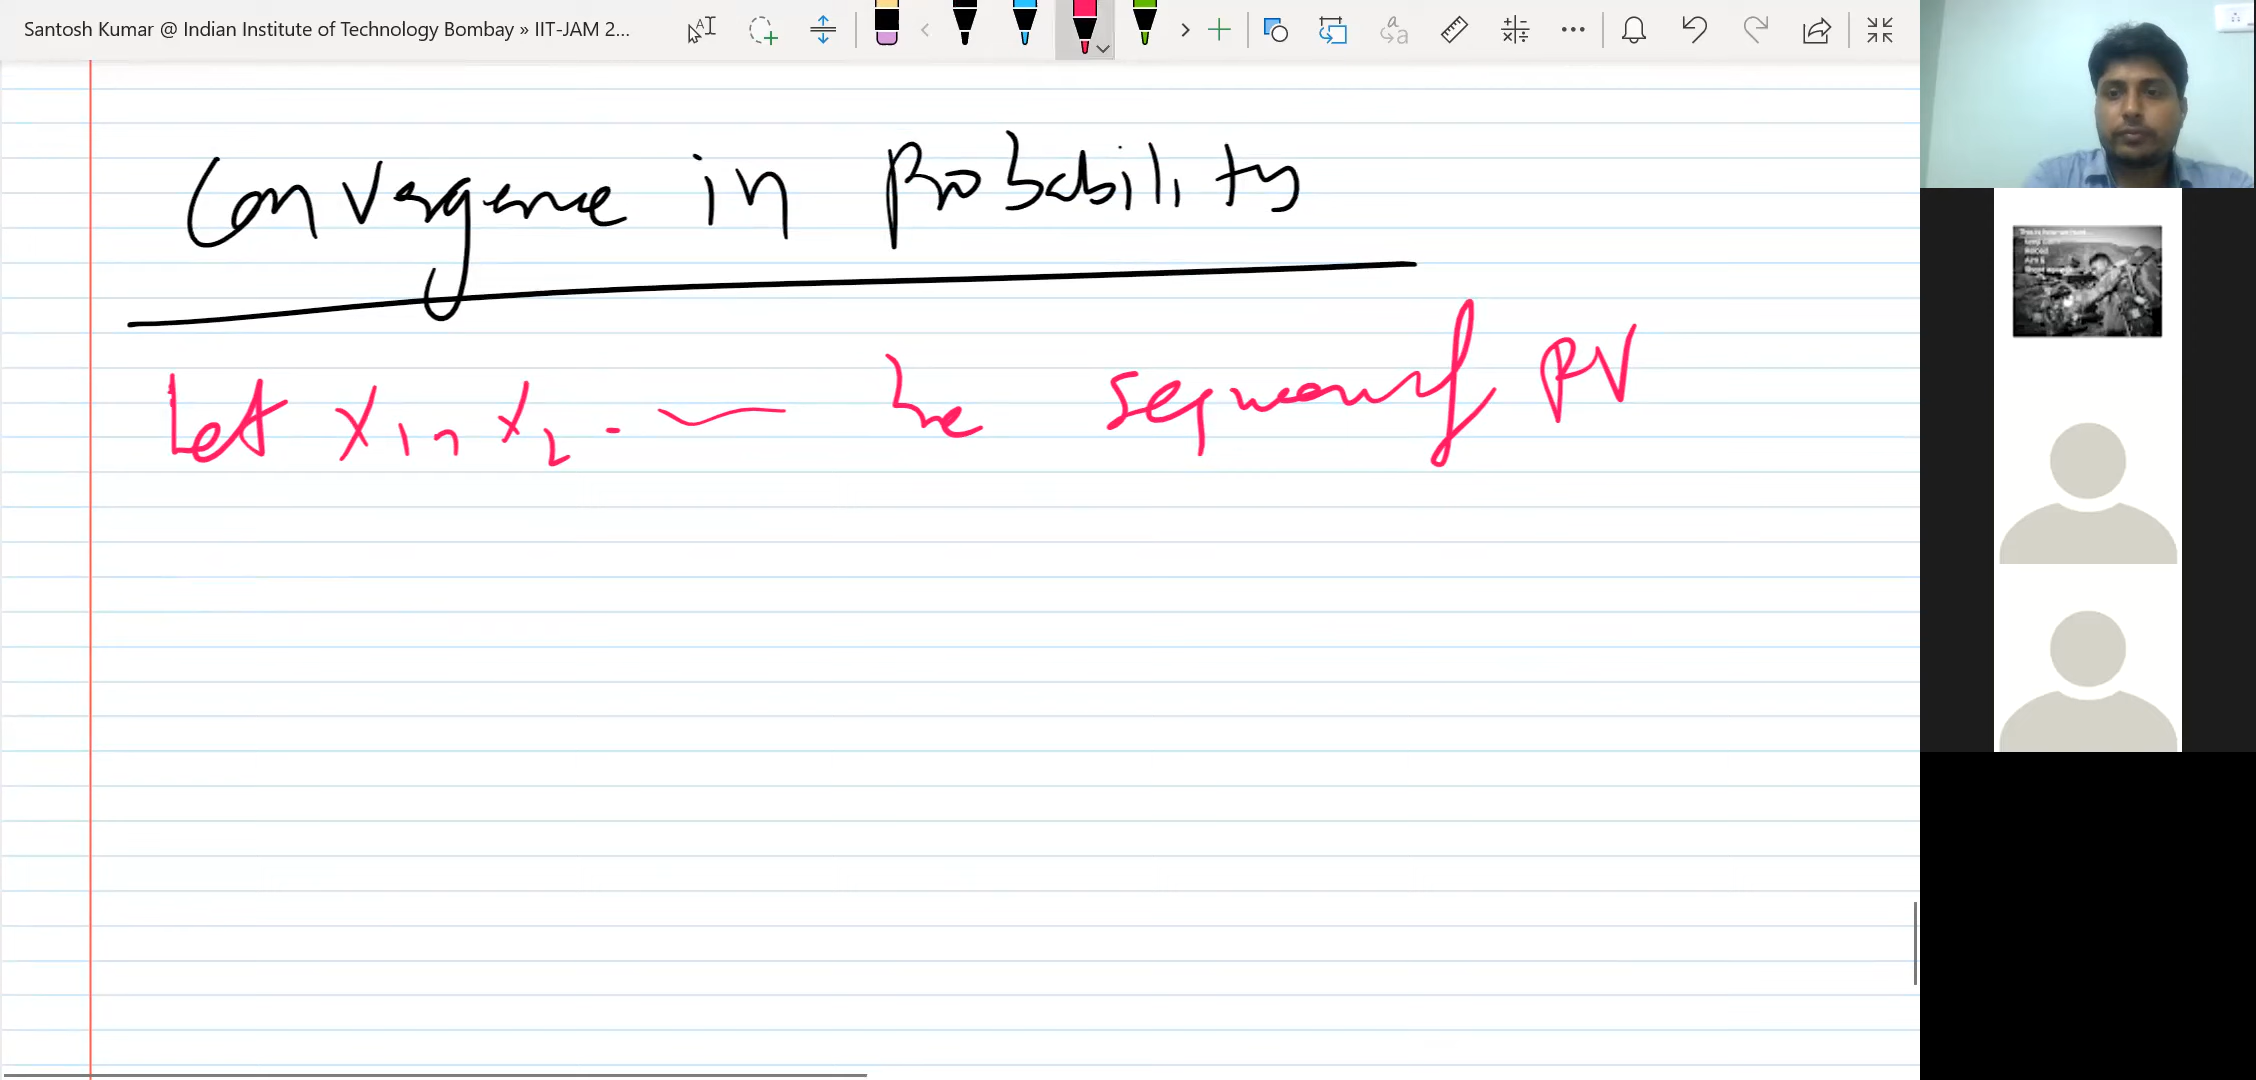 Santosh Kumar @ Indian Institute of Technology Bombay » IIT-JAM 2...
Convergence in Probability
Let X1, X2. — be sequence of RV